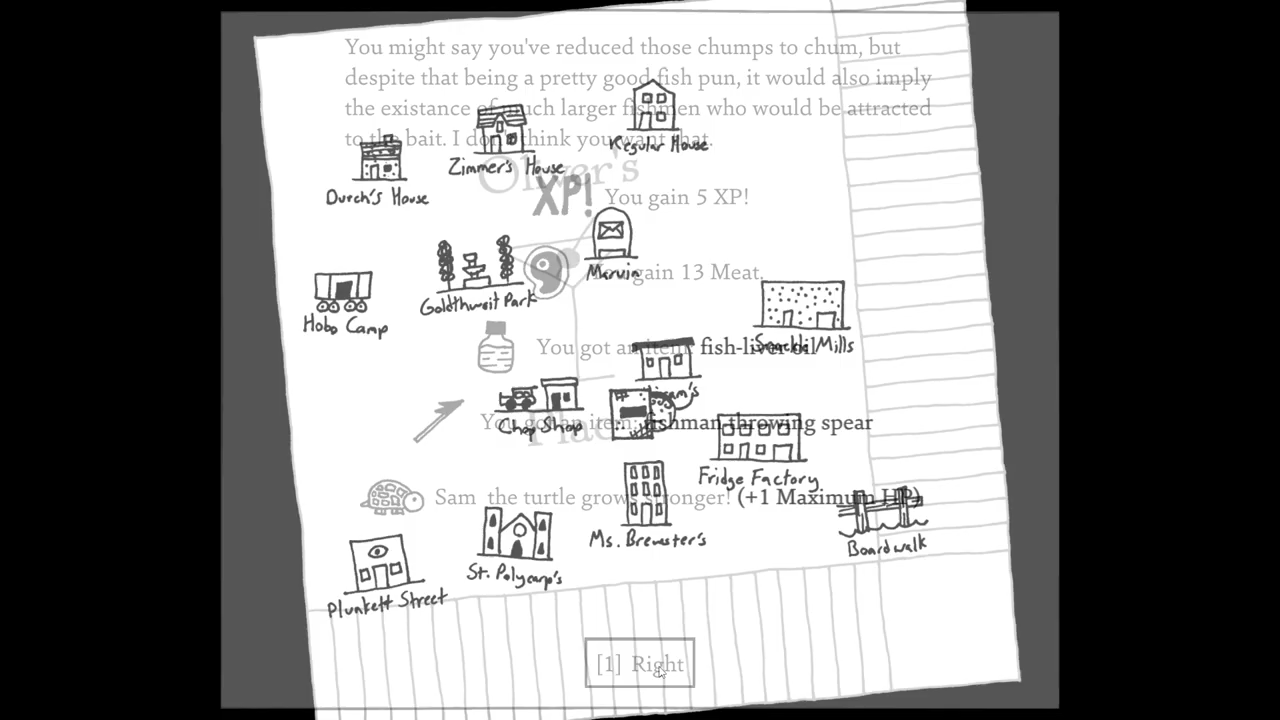 You might say you've reduced those chumps to chum, but
despite that being a pretty good fish pun, it would also imply
the existance of much larger fishmen who would be attracted
to the bait. I don't think you want that.
Regular House
Zimmer's House
Durch's House
Oliver's
XP! You gain 5 XP!
Marvin
You gain 13 Meat.
Goldthwait Park
Hobo Camp
You got an item: fish-liver oil
Smackle Mills
Chop Shop
You got an item: fishman throwing spear
Place
Fridge Factory
Sam the turtle grows stronger! (+1 Maximum HP)
Ms. Brewster's
Boardwalk
St. Polycarp's
Plunkett Street
[1] Right